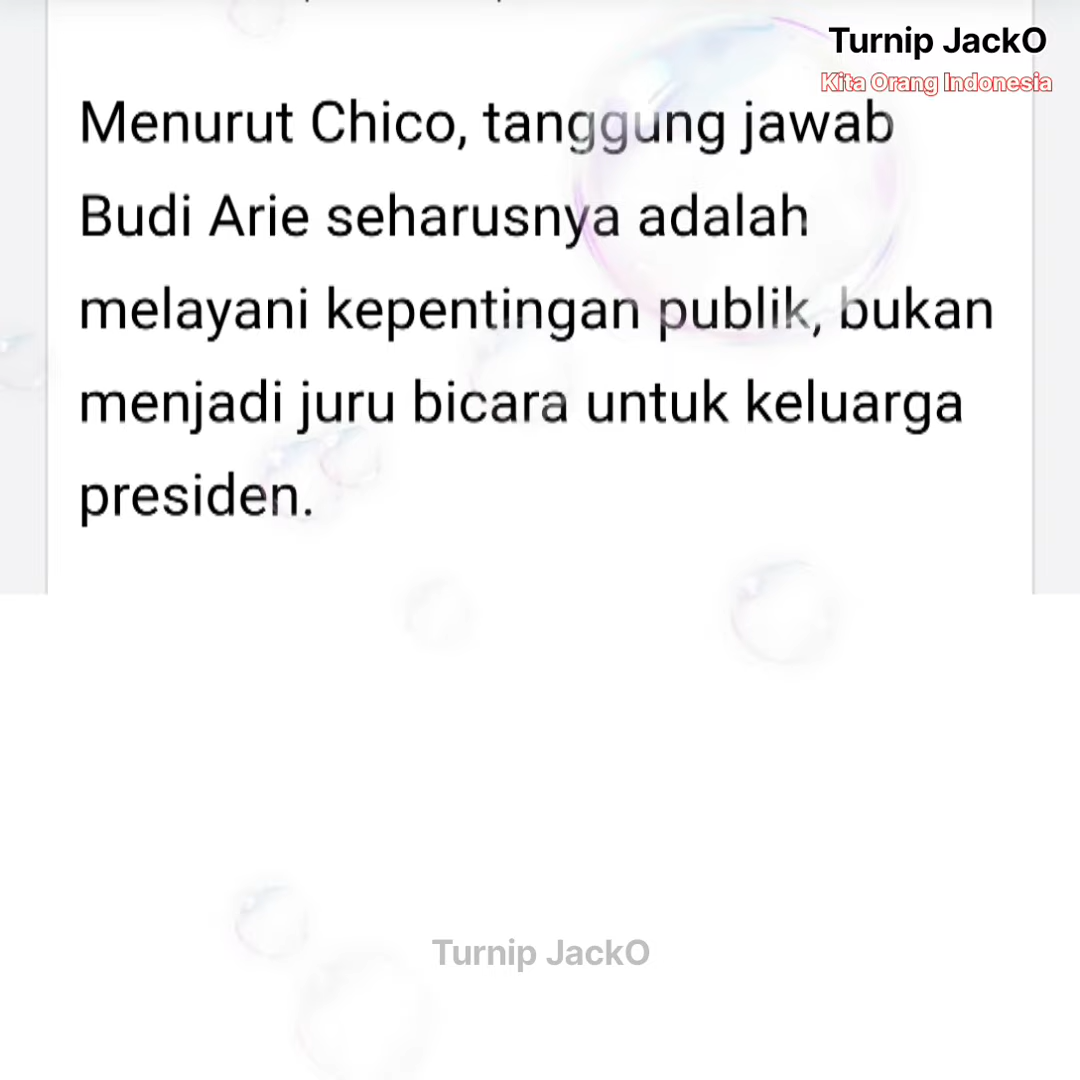 Turnip JackO
Kita Orang Indonesia
Menurut Chico, tanggung jawab
Budi Arie seharusnya adalah
melayani kepentingan publik, bukan
menjadi juru bicara untuk keluarga
presiden.
Turnip JackO